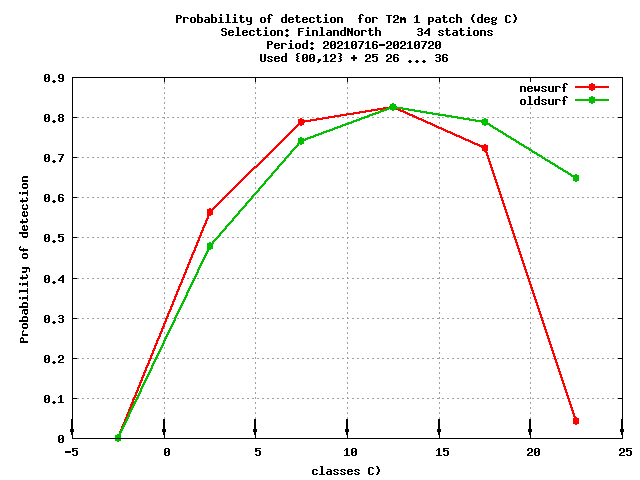 Probability of detection  for T2m 1 patch (deg C)
Selection: FinlandNorth     34 stations
Period: 20210716-20210720
Used {00,12} + 25 26 ... 36
newsurf
oldsurf
Probability of detection
0.9
0.8
0.7
0.6
0.5
0.4
0.3
0.2
0.1
0
-5 0 5 10 15 20 25
classes C)